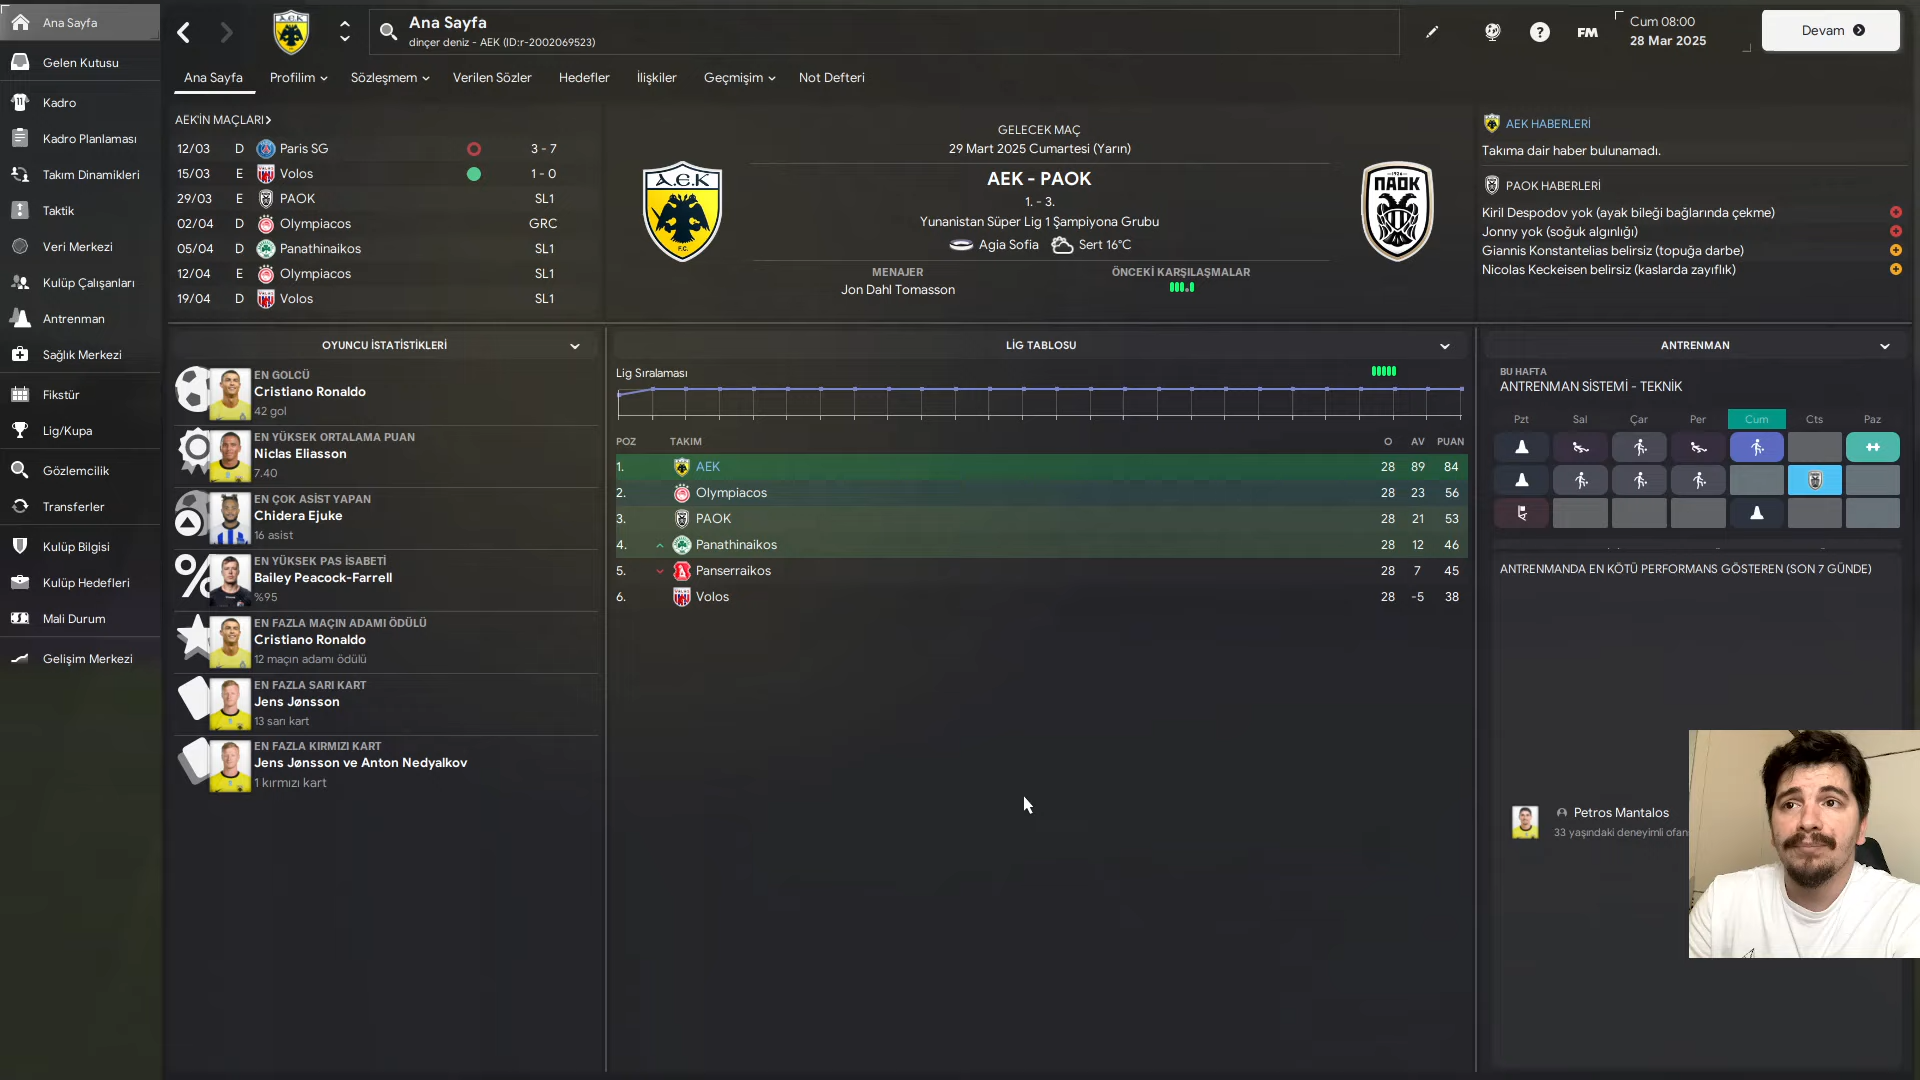 Ana Sayfa
Gelen Kutusu
Kadro
Kadro Planlaması
Takım Dinamikleri
Taktik
Veri Merkezi
Kulüp Çalışanları
Antrenman
Sağlık Merkezi
Fikstür
Lig/Kupa
Gözlemcilik
Transferler
Kulüp Bilgisi
Kulüp Hedefleri
Mali Durum
Gelişim Merkezi
Ana Sayfa
dinçer deniz - AEK (ID:r-2002069523)
FM
Cum 08:00
28 Mar 2025
Devam
Ana Sayfa Profilim Sözleşmem Verilen Sözler Hedefler İlişkiler Geçmişim Not Defteri
AEK'İN MAÇLARI
12/03 D Paris SG 3 - 7
15/03 E Volos 1 - 0
29/03 E PAOK SL1
02/04 D Olympiacos GRC
05/04 D Panathinaikos SL1
12/04 E Olympiacos SL1
19/04 D Volos SL1
GELECEK MAÇ
29 Mart 2025 Cumartesi (Yarın)
AEK - PAOK
1. - 3.
Yunanistan Süper Lig 1 Şampiyona Grubu
Agia Sofia Sert 16°C
MENAJER
Jon Dahl Tomasson
ÖNCEKİ KARŞILAŞMALAR
A.E.K
F.C.
ΠΑΟΚ
AEK HABERLERİ
Takıma dair haber bulunamadı.
PAOK HABERLERİ
Kiril Despodov yok (ayak bileği bağlarında çekme)
Jonny yok (soğuk algınlığı)
Giannis Konstantelias belirsiz (topuğa darbe)
Nicolas Keckeisen belirsiz (kaslarda zayıflık)
OYUNCU İSTATİSTİKLERİ
EN GOLCÜ
Cristiano Ronaldo
42 gol
EN YÜKSEK ORTALAMA PUAN
Niclas Eliasson
7.40
EN ÇOK ASİST YAPAN
Chidera Ejuke
16 asist
EN YÜKSEK PAS İSABETİ
Bailey Peacock-Farrell
%95
EN FAZLA MAÇIN ADAMI ÖDÜLÜ
Cristiano Ronaldo
12 maçın adamı ödülü
EN FAZLA SARI KART
Jens Jønsson
13 sarı kart
EN FAZLA KIRMIZI KART
Jens Jønsson ve Anton Nedyalkov
1 kırmızı kart
LİG TABLOSU
Lig Sıralaması
POZ TAKIM O AV PUAN
1. AEK 28 89 84
2. Olympiacos 28 23 56
3. PAOK 28 21 53
4. Panathinaikos 28 12 46
5. Panserraikos 28 7 45
6. Volos 28 -5 38
ANTRENMAN
BU HAFTA
ANTRENMAN SİSTEMİ - TEKNİK
Pzt Sal Çar Per Cum Cts Paz
ANTRENMANDA EN KÖTÜ PERFORMANS GÖSTEREN (SON 7 GÜNDE)
Petros Mantalos
33 yaşındaki deneyimli